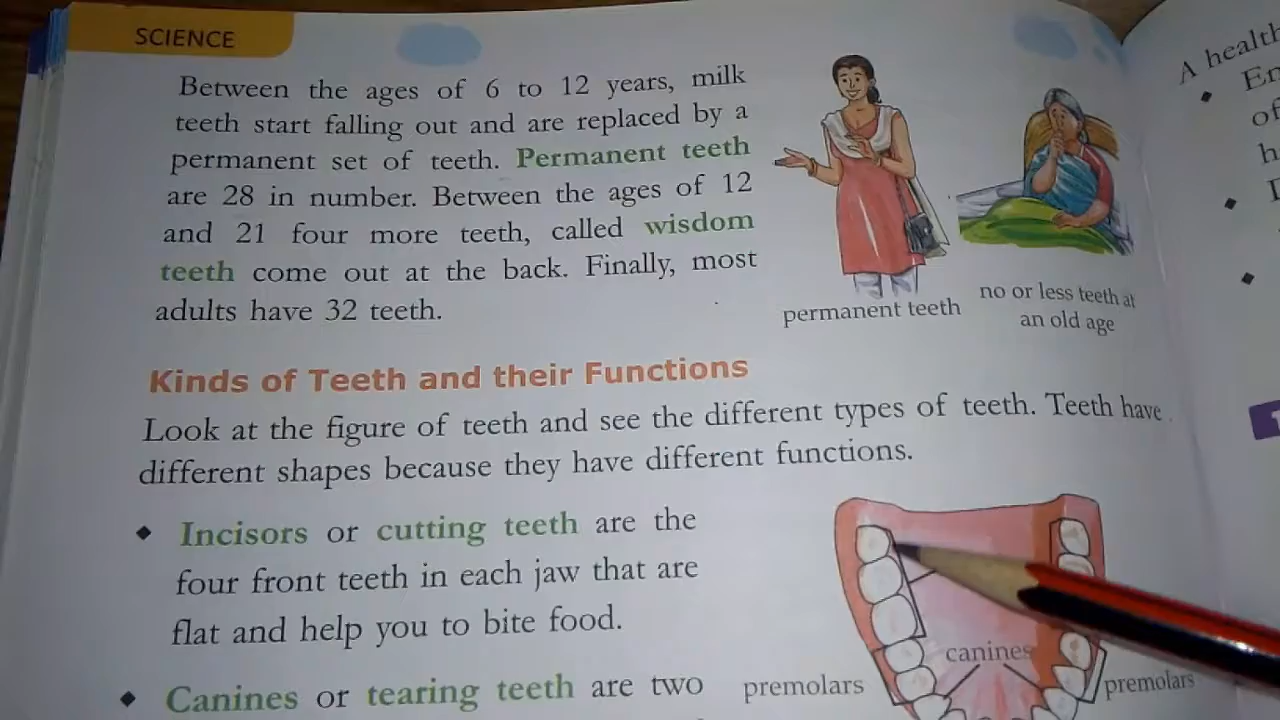 SCIENCE
Between the ages of 6 to 12 years, milk
teeth start falling out and are replaced by a
permanent set of teeth. Permanent teeth
are 28 in number. Between the ages of 12
and 21 four more teeth, called wisdom
teeth come out at the back. Finally, most
adults have 32 teeth.
permanent teeth
no or less teeth at
an old age
Kinds of Teeth and their Functions
Look at the figure of teeth and see the different types of teeth. Teeth have
different shapes because they have different functions.
◆ Incisors or cutting teeth are the
four front teeth in each jaw that are
flat and help you to bite food.
◆ Canines or tearing teeth are two
canines
premolars
premolars
A health